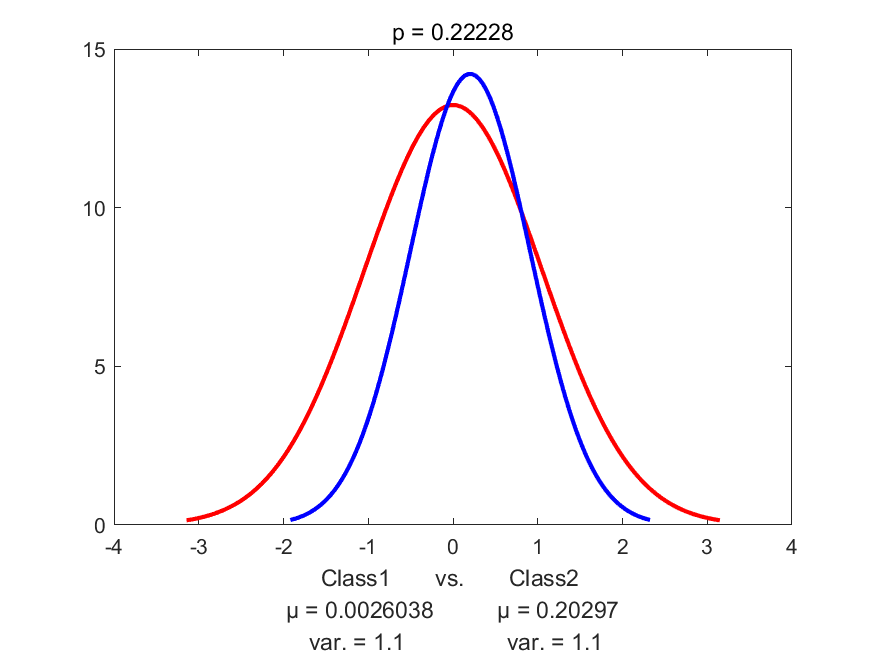 p = 0.22228
15
10
5
0
-4 -3 -2 -1 0 1 2 3 4
Class1 vs. Class2
μ = 0.0026038 μ = 0.20297
var. = 1.1 var. = 1.1